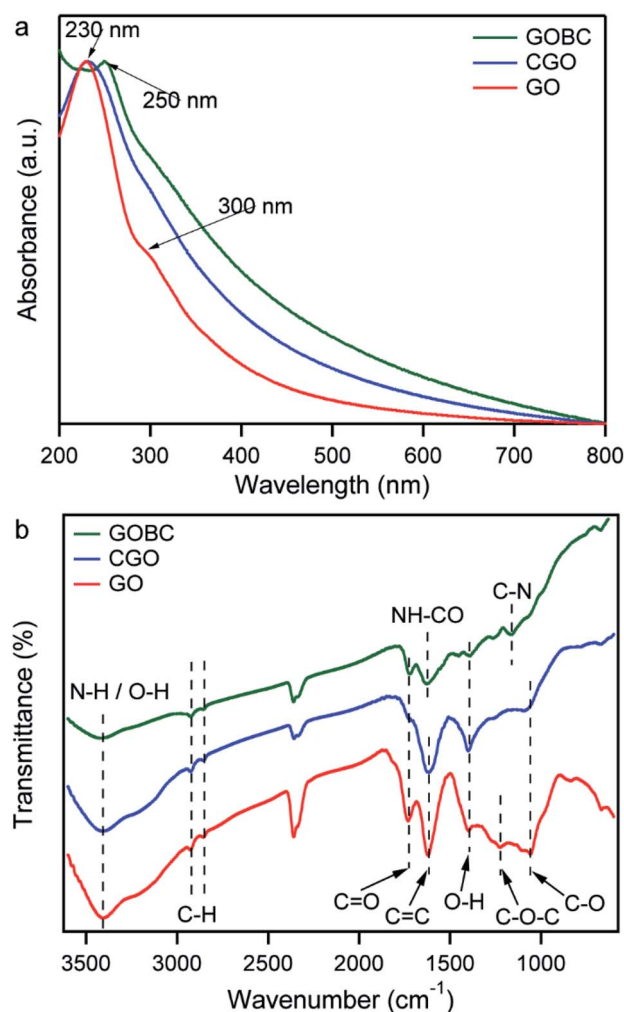 a
230 nm
GOBC
CGO
GO
250 nm
300 nm
Absorbance (a.u.)
200 300 400 500 600 700 800
Wavelength (nm)
b
GOBC
CGO
GO
C-N
NH-CO
N-H / O-H
Transmittance (%)
C-H
C=O
C=C
O-H
C-O-C
C-O
3500 3000 2500 2000 1500 1000
Wavenumber (cm⁻¹)